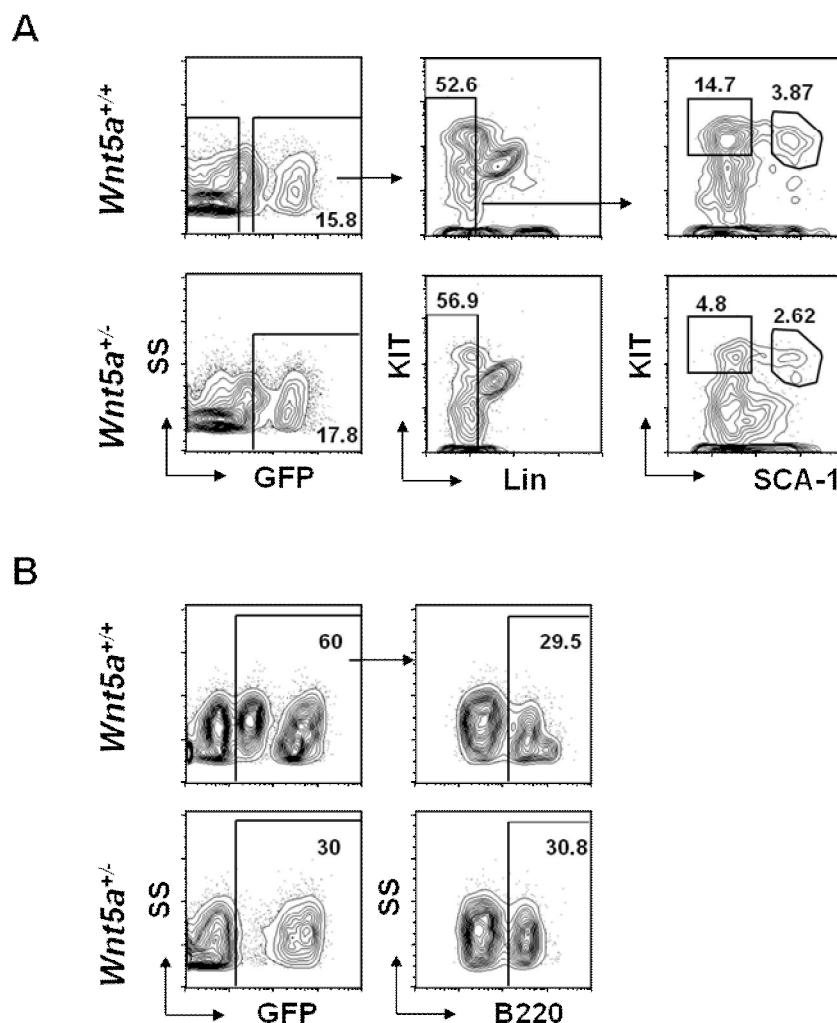 A
Wnt5a+/+
52.6
14.7
3.87
15.8
Wnt5a+/-
SS
KIT
KIT
56.9
4.8
2.62
17.8
GFP
Lin
SCA-1
B
Wnt5a+/+
60
29.5
Wnt5a+/-
SS
SS
30
30.8
GFP
B220